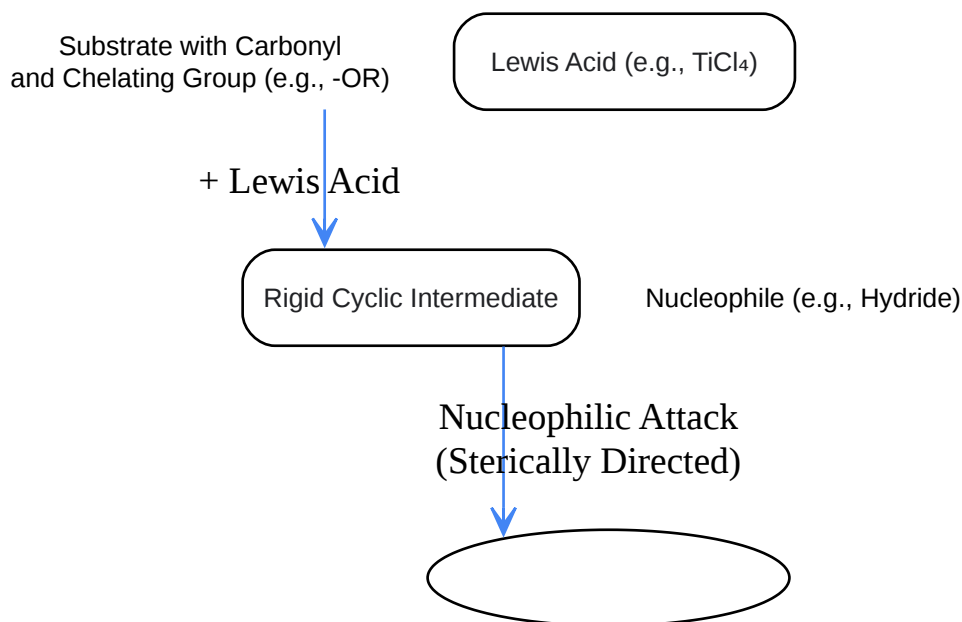 Substrate with Carbonyl
and Chelating Group (e.g., -OR)
Lewis Acid (e.g., TiCl₄)
+ Lewis Acid
Rigid Cyclic Intermediate
Nucleophile (e.g., Hydride)
Nucleophilic Attack
(Sterically Directed)